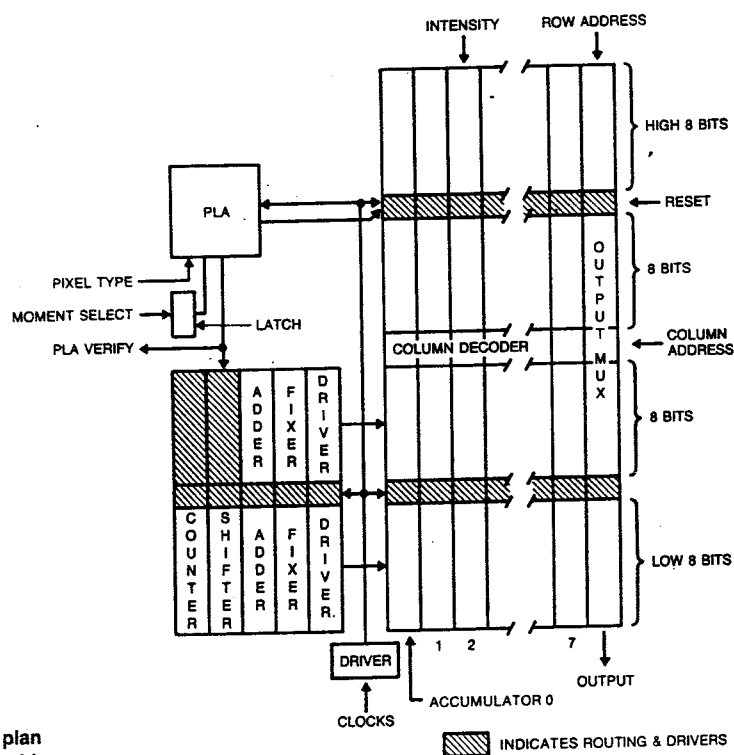 INTENSITY
ROW ADDRESS
HIGH 8 BITS
PLA
RESET
PIXEL TYPE
8 BITS
OUTPUT MUX
MOMENT SELECT
LATCH
PLA VERIFY
COLUMN DECODER
COLUMN
ADDRESS
ADDER
FIXER
DRIVER
8 BITS
COUNTER
SHIFTER
ADDER
FIXER
DRIVER.
LOW 8 BITS
1
2
7
DRIVER
OUTPUT
ACCUMULATOR 0
CLOCKS
plan
INDICATES ROUTING & DRIVERS